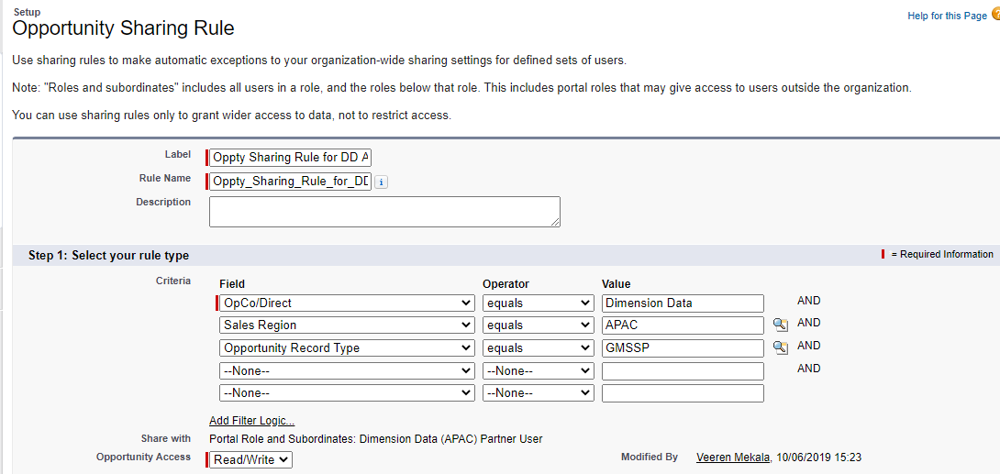 Setup
Opportunity Sharing Rule
Help for this Page
Use sharing rules to make automatic exceptions to your organization-wide sharing settings for defined sets of users.
Note: "Roles and subordinates" includes all users in a role, and the roles below that role. This includes portal roles that may give access to users outside the organization.
You can use sharing rules only to grant wider access to data, not to restrict access.
Label Oppty Sharing Rule for DD A
Rule Name Oppty_Sharing_Rule_for_DD i
Description
Step 1: Select your rule type = Required Information
Criteria Field Operator Value
OpCo/Direct equals Dimension Data AND
Sales Region equals APAC AND
Opportunity Record Type equals GMSSP AND
--None-- --None-- AND
--None-- --None--
Add Filter Logic...
Share with Portal Role and Subordinates: Dimension Data (APAC) Partner User
Opportunity Access Read/Write Modified By Veeren Mekala, 10/06/2019 15:23